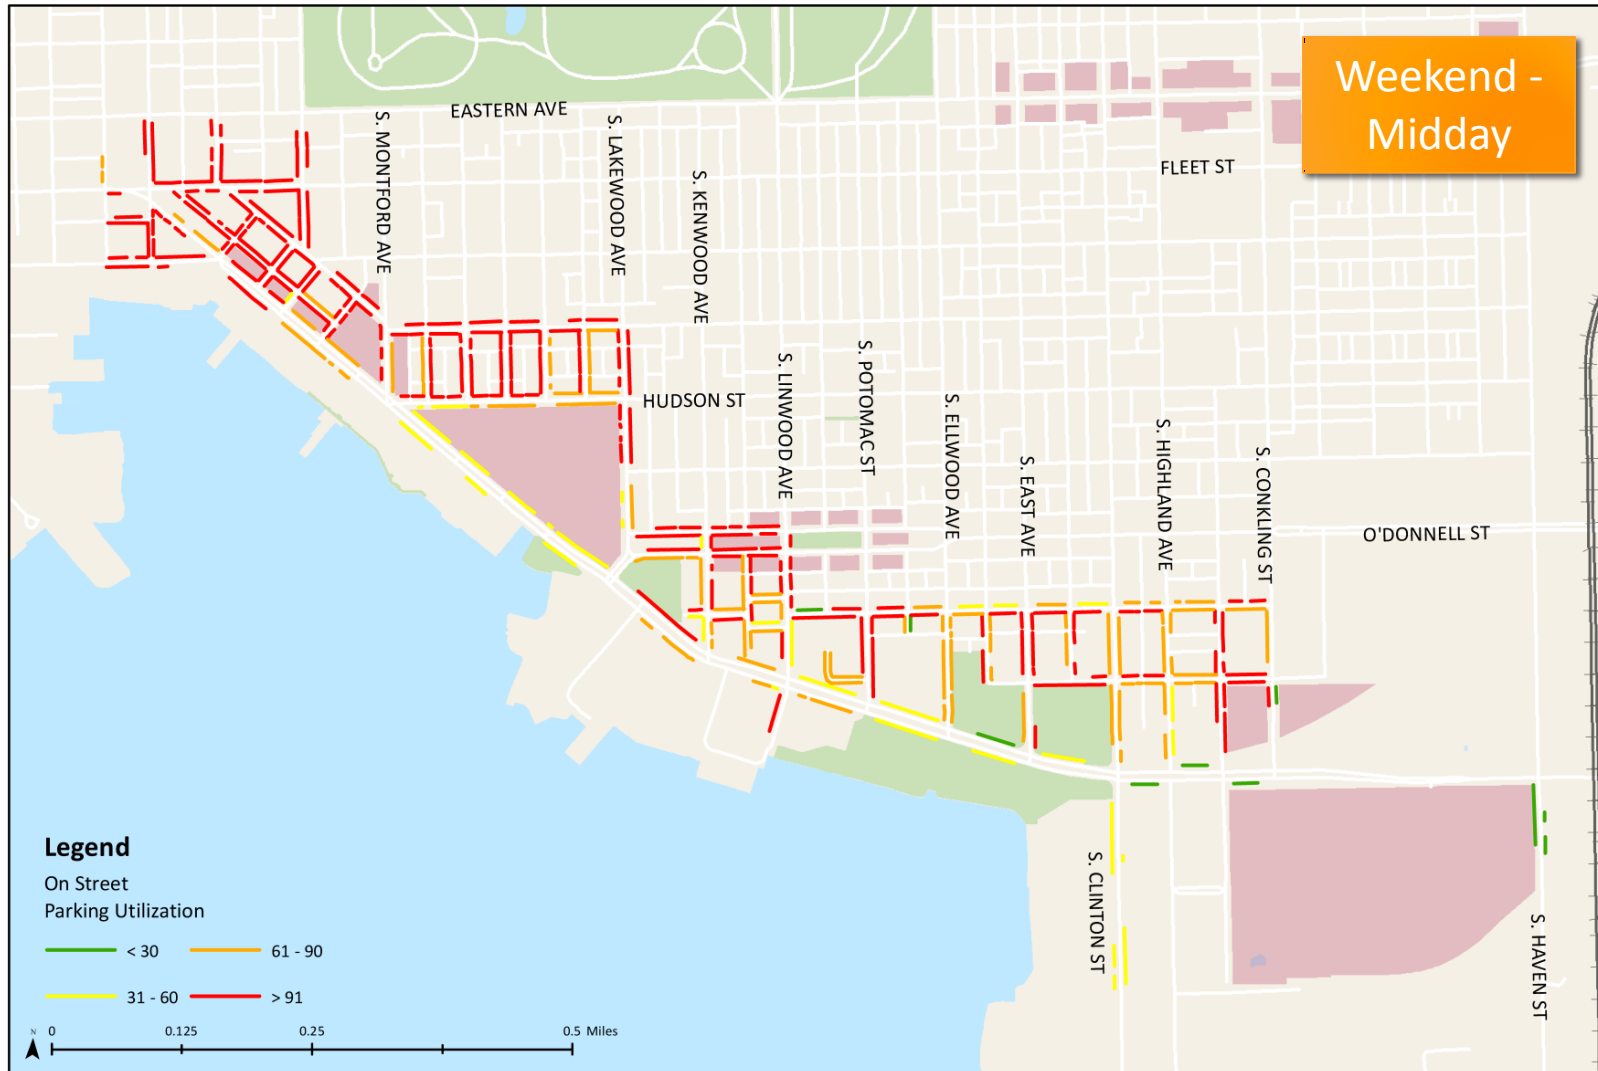 Weekend -
Midday
EASTERN AVE
FLEET ST
S. MONTFORD AVE
S. LAKEWOOD AVE
S. KENWOOD AVE
HUDSON ST
S. LINWOOD AVE
S. POTOMAC ST
S. ELLWOOD AVE
S. EAST AVE
S. HIGHLAND AVE
S. CONKLING ST
O'DONNELL ST
S. CLINTON ST
S. HAVEN ST
Legend
On Street
Parking Utilization
< 30 61 - 90
31 - 60 > 91
N 0 0.125 0.25 0.5 Miles